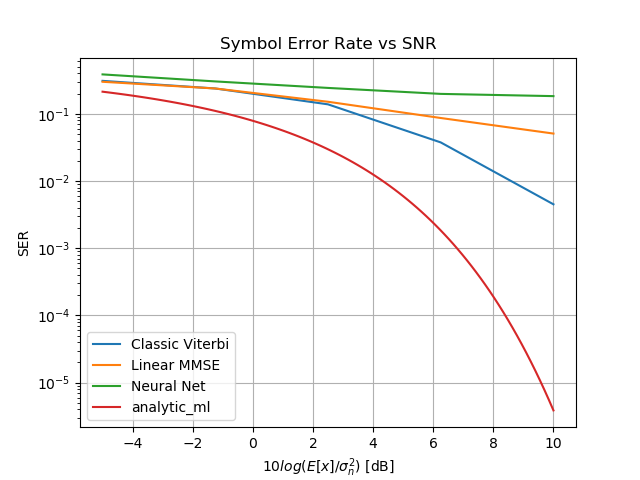 Symbol Error Rate vs SNR
SER
10⁻¹
10⁻²
10⁻³
10⁻⁴
10⁻⁵
Classic Viterbi
Linear MMSE
Neural Net
analytic_ml
−4 −2 0 2 4 6 8 10
10log(E[x]/σₙ²) [dB]